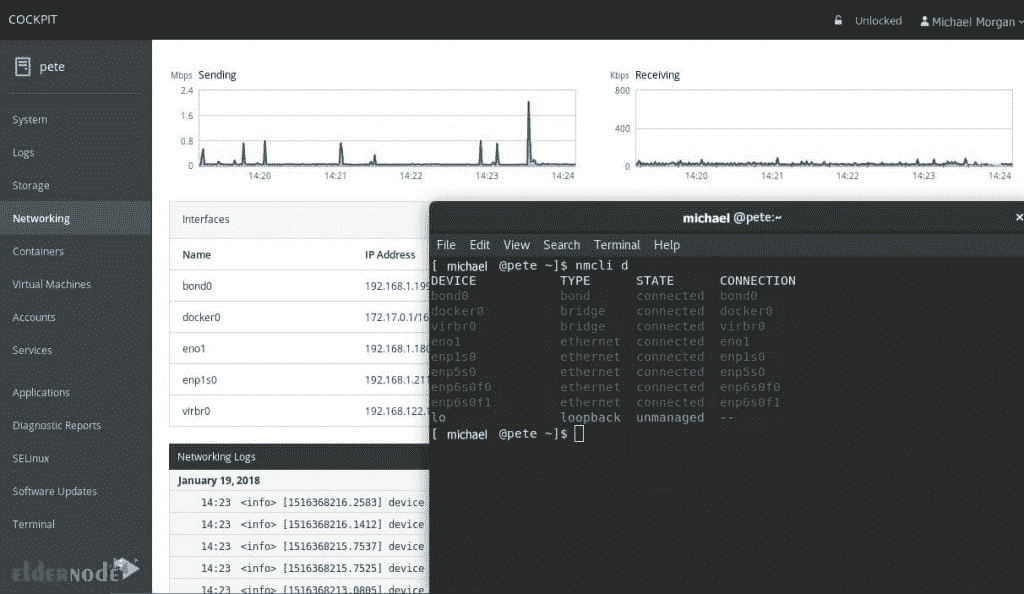 COCKPIT
Unlocked Michael Morgan
pete
System
Logs
Storage
Networking
Containers
Virtual Machines
Accounts
Services
Applications
Diagnostic Reports
SELinux
Software Updates
Terminal
elderNODE
Mbps Sending
2.4
1.6
0.8
0
14:20 14:21 14:22 14:23 14:24
Kbps Receiving
800
400
0
14:20 14:21 14:22 14:23 14:24
Interfaces
Name IP Address
bond0 192.168.1.199
docker0 172.17.0.1/16
eno1 192.168.1.180
enp1s0 192.168.1.211
virbr0 192.168.122.
Networking Logs
January 19, 2018
14:23 <info> [1516368216.2583] device
14:23 <info> [1516368216.1412] device
14:23 <info> [1516368215.7537] device
14:23 <info> [1516368215.7525] device
14:23 <info> [1516368213.0805] device
michael @pete:~
File Edit View Search Terminal Help
[ michael @pete ~]$ nmcli d
DEVICE TYPE STATE CONNECTION
bond0 bond connected bond0
docker0 bridge connected docker0
virbr0 bridge connected virbr0
eno1 ethernet connected eno1
enp1s0 ethernet connected enp1s0
enp5s0 ethernet connected enp5s0
enp6s0f0 ethernet connected enp6s0f0
enp6s0f1 ethernet connected enp6s0f1
lo loopback unmanaged --
[ michael @pete ~]$